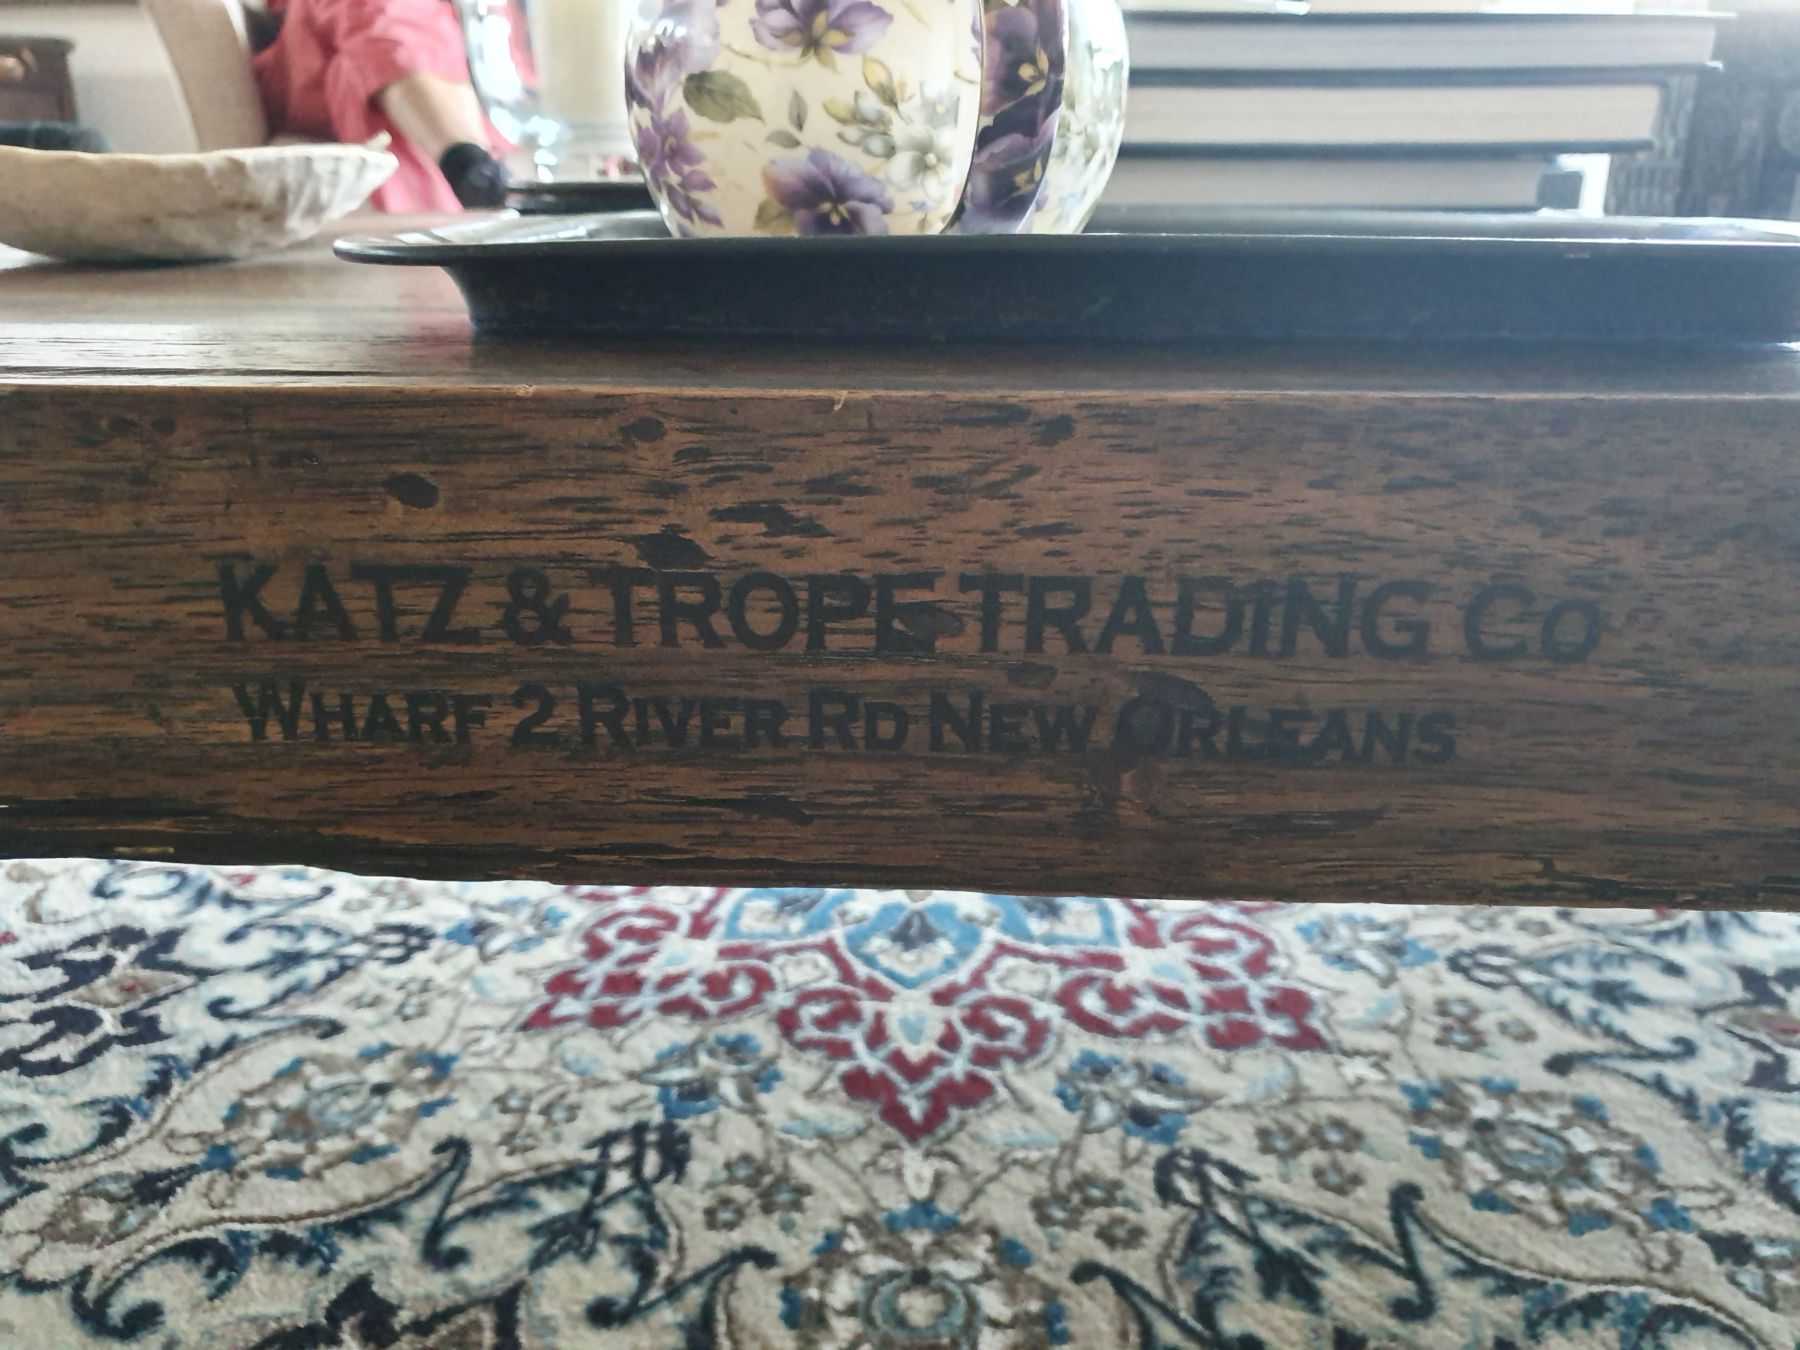 KATZ & TROPE TRADING CO
WHARF 2 RIVER RD NEW ORLEANS